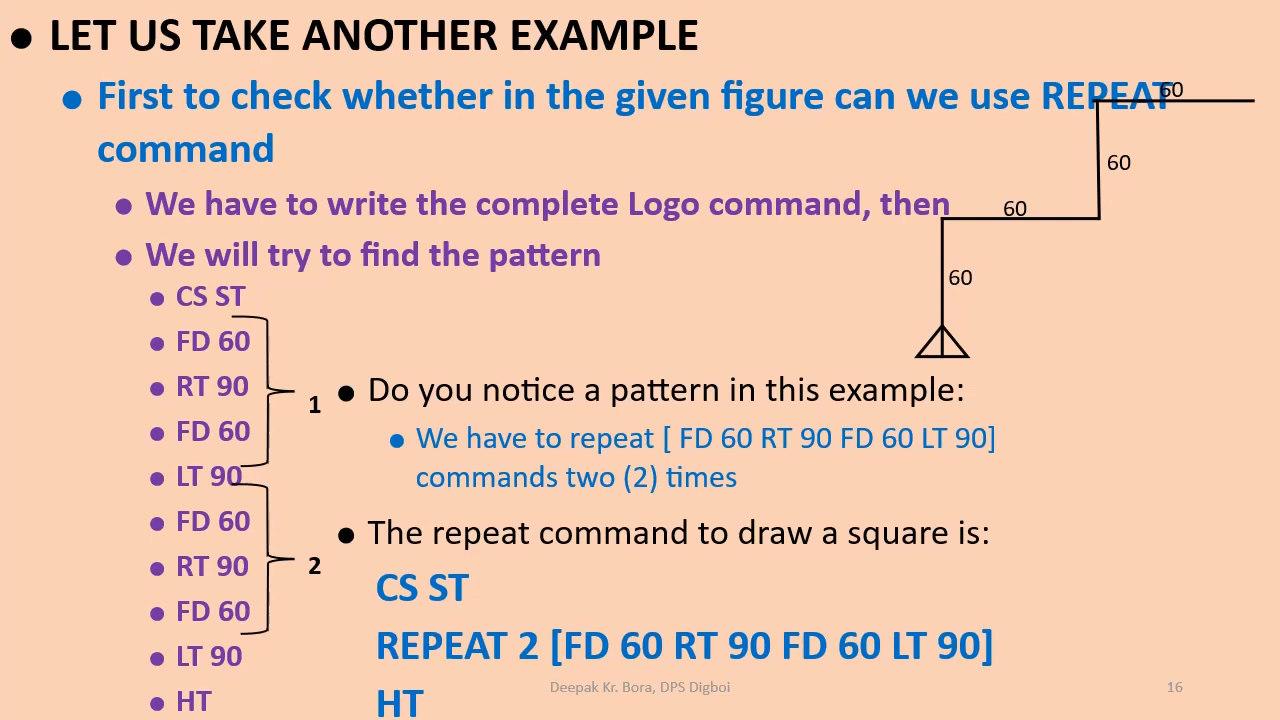 LET US TAKE ANOTHER EXAMPLE
First to check whether in the given figure can we use REPEAT
command
We have to write the complete Logo command, then
We will try to find the pattern
CS ST
FD 60
RT 90
FD 60
LT 90
FD 60
RT 90
FD 60
LT 90
HT
1
2
60
60
60
60
Do you notice a pattern in this example:
We have to repeat [ FD 60 RT 90 FD 60 LT 90]
commands two (2) times
The repeat command to draw a square is:
CS ST
REPEAT 2 [FD 60 RT 90 FD 60 LT 90]
HT
Deepak Kr. Bora, DPS Digboi
16